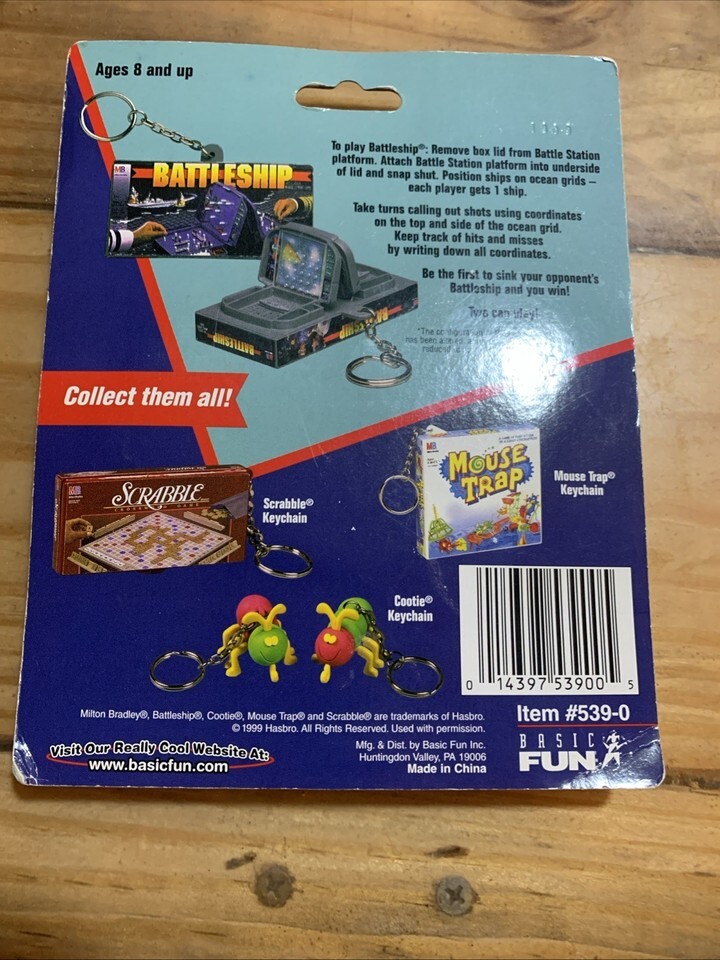 Ages 8 and up
To play Battleship®: Remove box lid from Battle Station
platform. Attach Battle Station platform into underside
of lid and snap shut. Position ships on ocean grids –
each player gets 1 ship.
Take turns calling out shots using coordinates
on the top and side of the ocean grid.
Keep track of hits and misses
by writing down all coordinates.
Be the first to sink your opponent's
Battleship and you win!
Two can play!
MB
BATTLESHIP
BATTLESHIP
BATTLESHIP
Collect them all!
MB
SCRABBLE
Scrabble®
Keychain
MB
MOUSE
TRAP
Mouse Trap®
Keychain
Cootie®
Keychain
0 14397 53900 5
Item #539-0
BASIC
FUN
Milton Bradley®, Battleship®, Cootie®, Mouse Trap® and Scrabble® are trademarks of Hasbro.
© 1999 Hasbro. All Rights Reserved. Used with permission.
Mfg. & Dist. by Basic Fun Inc.
Huntingdon Valley, PA 19006
Made in China
Visit Our Really Cool Website At:
www.basicfun.com